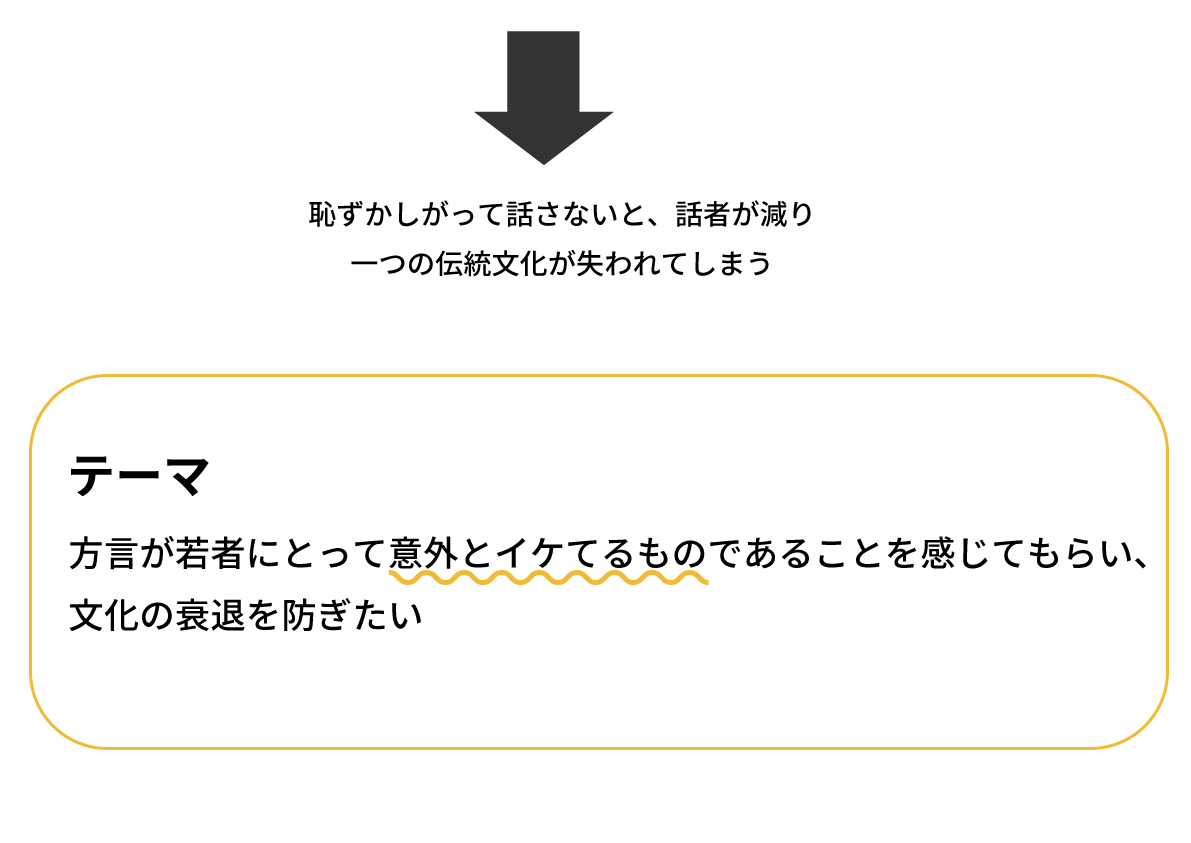 恥ずかしがって話さないと、話者が減り
一つの伝統文化が失われてしまう
テーマ
方言が若者にとって意外とイケてるものであることを感じてもらい、
文化の衰退を防ぎたい